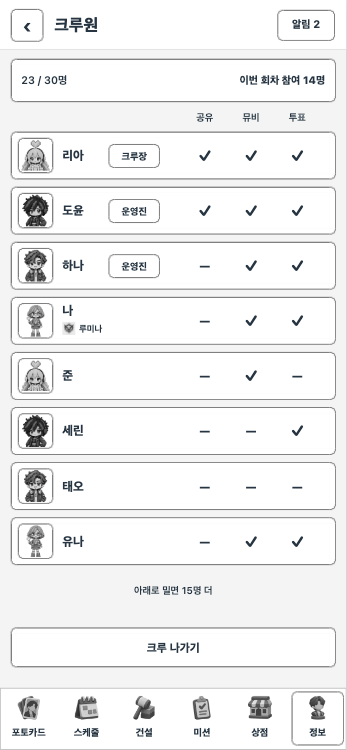 ‹ 크루원 알림 2
23 / 30명 이번 회차 참여 14명
공유 뮤비 투표
리아 크루장 ✓ ✓ ✓
도윤 운영진 ✓ ✓ ✓
하나 운영진 – ✓ ✓
나 – ✓ ✓
루미나
준 – ✓ –
세린 – – ✓
태오 – – –
유나 – ✓ ✓
아래로 밀면 15명 더
크루 나가기
포토카드 스케줄 건설 미션 상점 정보